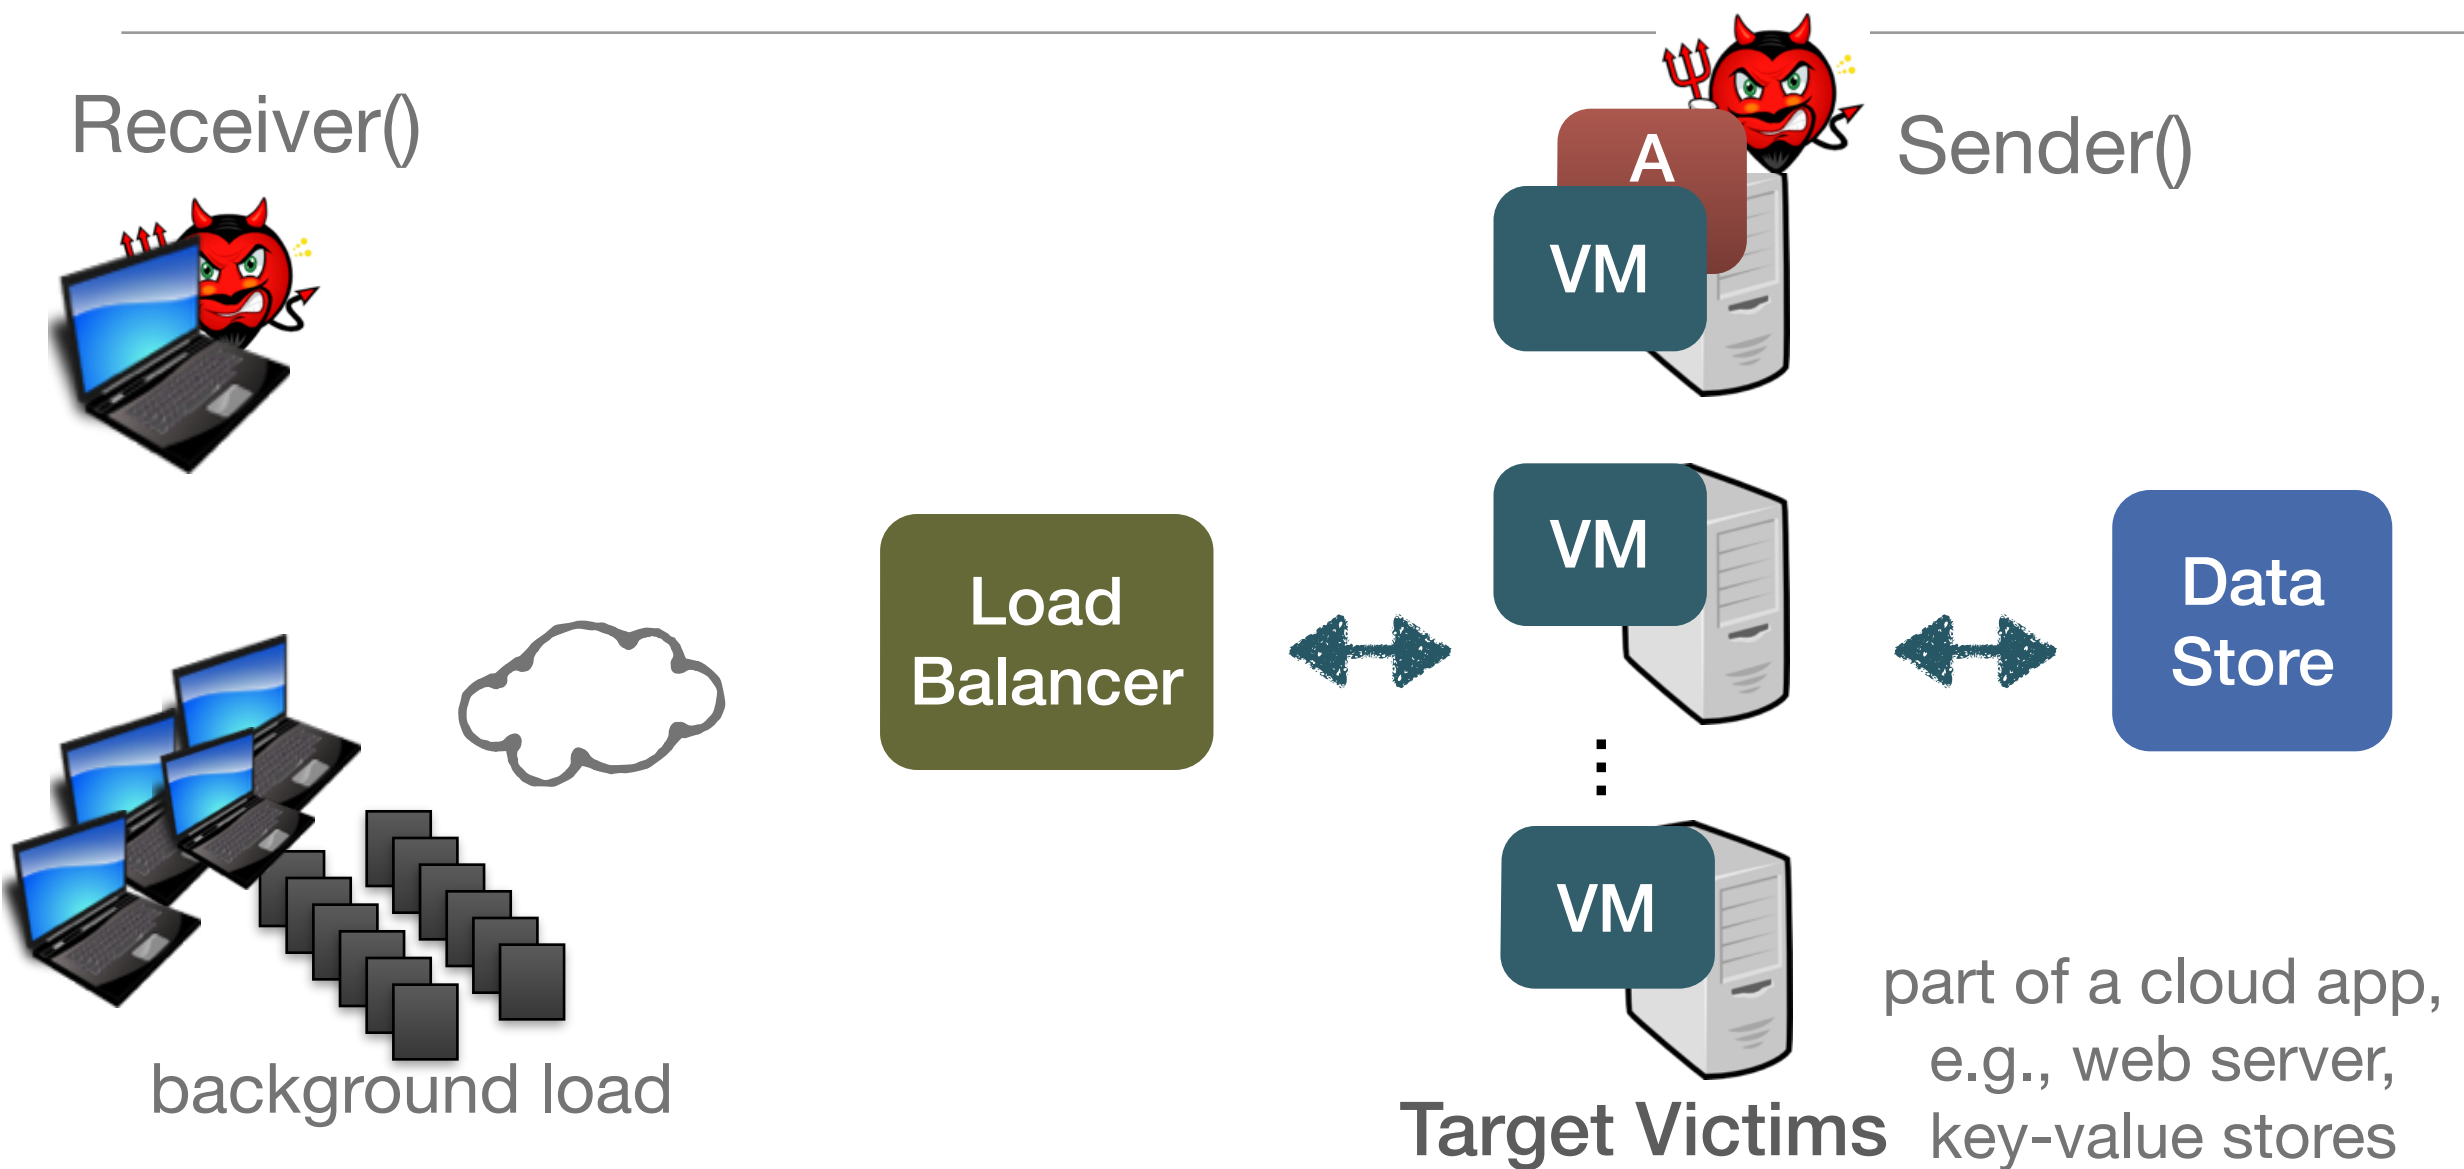 Receiver()
Sender()
A
VM
VM
Load
Balancer
Data
Store
VM
background load
Target Victims
part of a cloud app,
e.g., web server,
key-value stores